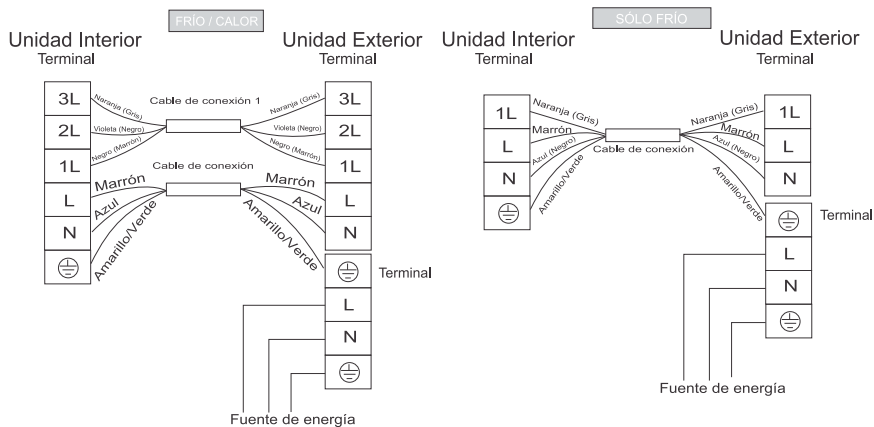 FRÍO / CALOR
Unidad Interior
Terminal
Unidad Exterior
Terminal
3L
2L
1L
L
N
Naranja (Gris)
Violeta (Negro)
Negro (Marrón)
Cable de conexión 1
Naranja (Gris)
Violeta (Negro)
Negro (Marrón)
Cable de conexión
Marrón
Azul
Amarillo/Verde
Marrón
Azul
Amarillo/Verde
3L
2L
1L
L
N
Terminal
L
N
Fuente de energía
SÓLO FRÍO
Unidad Interior
Terminal
Unidad Exterior
Terminal
1L
L
N
Naranja (Gris)
Marrón
Azul (Negro)
Amarillo/Verde
Cable de conexión
Naranja (Gris)
Marrón
Azul (Negro)
Amarillo/Verde
1L
L
N
Terminal
L
N
Fuente de energía